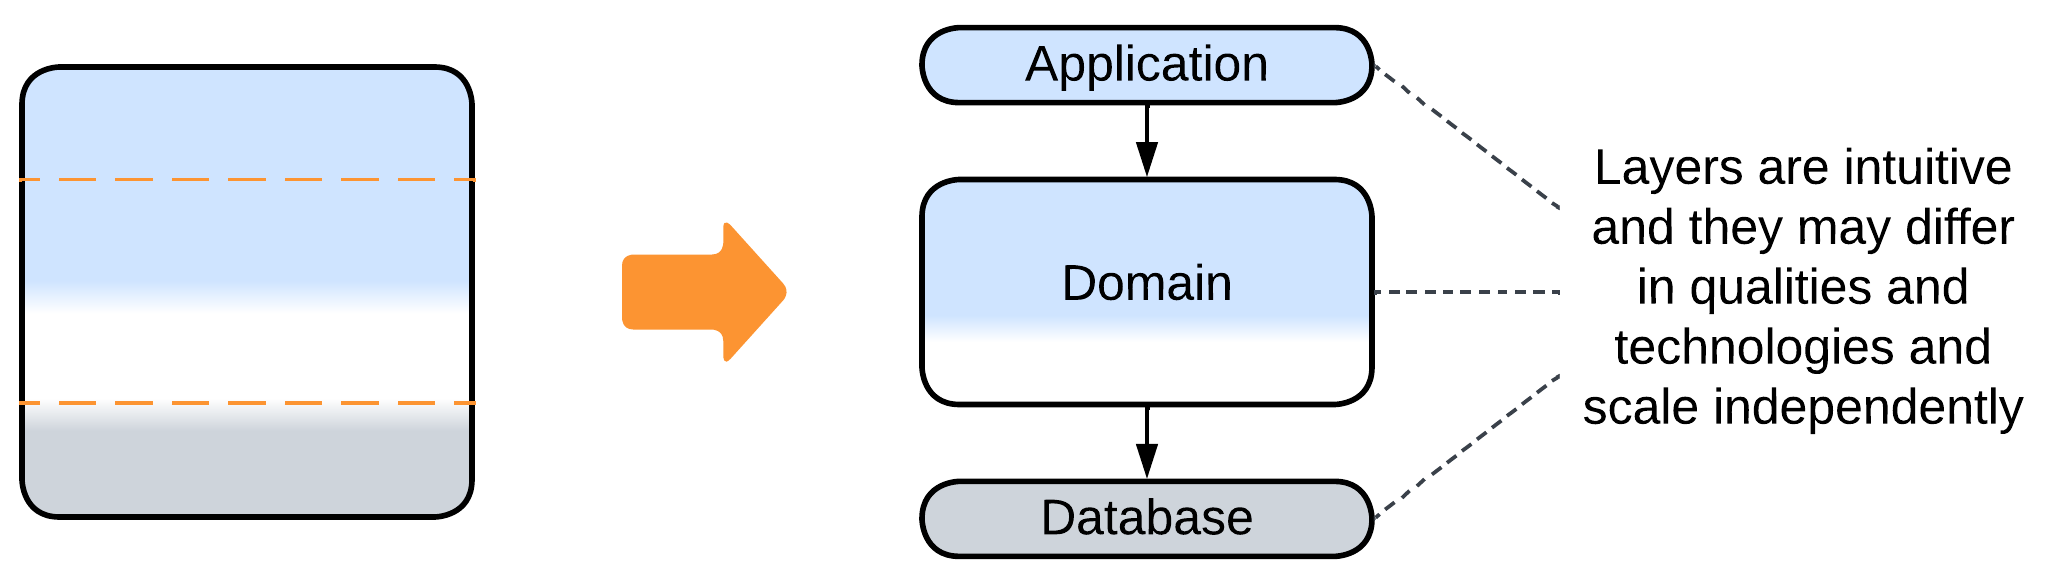 Application
Domain
Database
Layers are intuitive
and they may differ
in qualities and
technologies and
scale independently